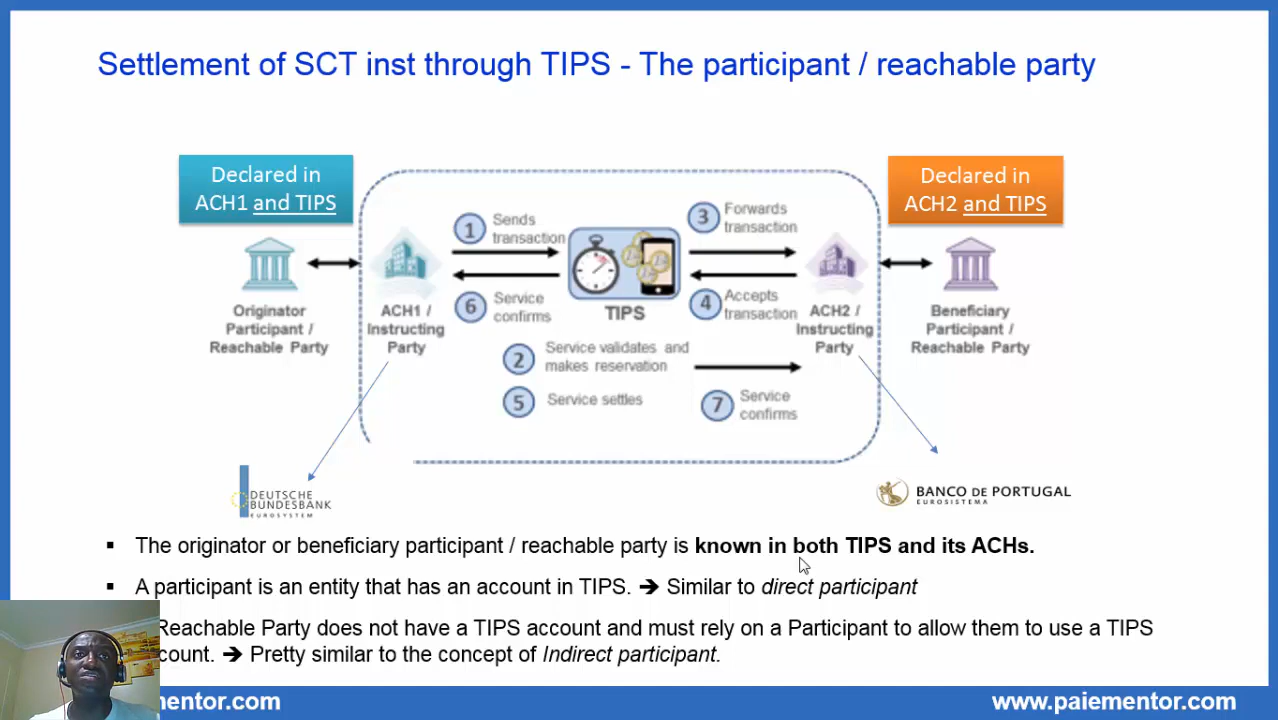 Settlement of SCT inst through TIPS - The participant / reachable party
Declared in
ACH1 and TIPS
Declared in
ACH2 and TIPS
1
Sends
transaction
3
Forwards
transaction
6
Service
confirms
TIPS
4
Accepts
transaction
Originator
Participant /
Reachable Party
ACH1 /
Instructing
Party
ACH2 /
Instructing
Party
Beneficiary
Participant /
Reachable Party
2
Service validates and
makes reservation
5
Service settles
7
Service
confirms
DEUTSCHE
BUNDESBANK
EUROSYSTEM
BANCO DE PORTUGAL
EUROSISTEMA
▪ The originator or beneficiary participant / reachable party is known in both TIPS and its ACHs.
▪ A participant is an entity that has an account in TIPS. ➔ Similar to direct participant
Reachable Party does not have a TIPS account and must rely on a Participant to allow them to use a TIPS
count. ➔ Pretty similar to the concept of Indirect participant.
mentor.com
www.paiementor.com